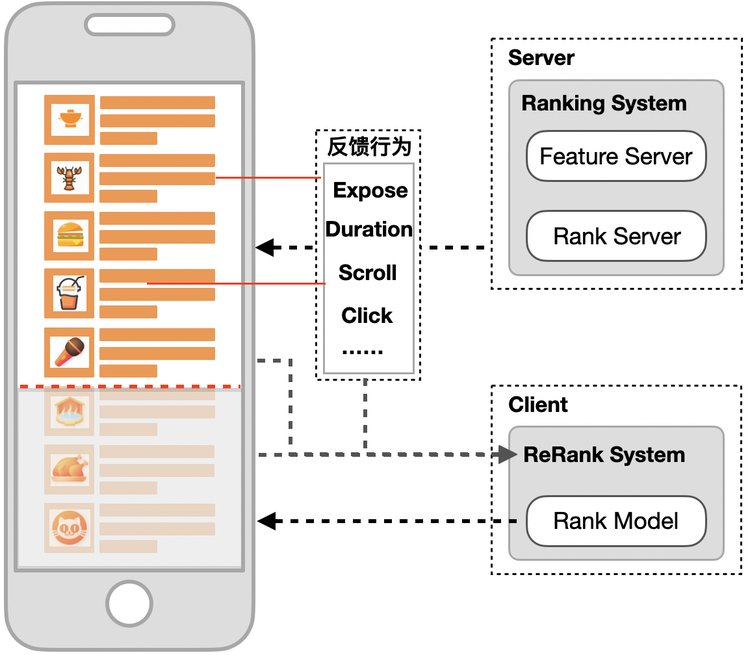 反馈行为
Expose
Duration
Scroll
Click
......
Server
Ranking System
Feature Server
Rank Server
Client
ReRank System
Rank Model